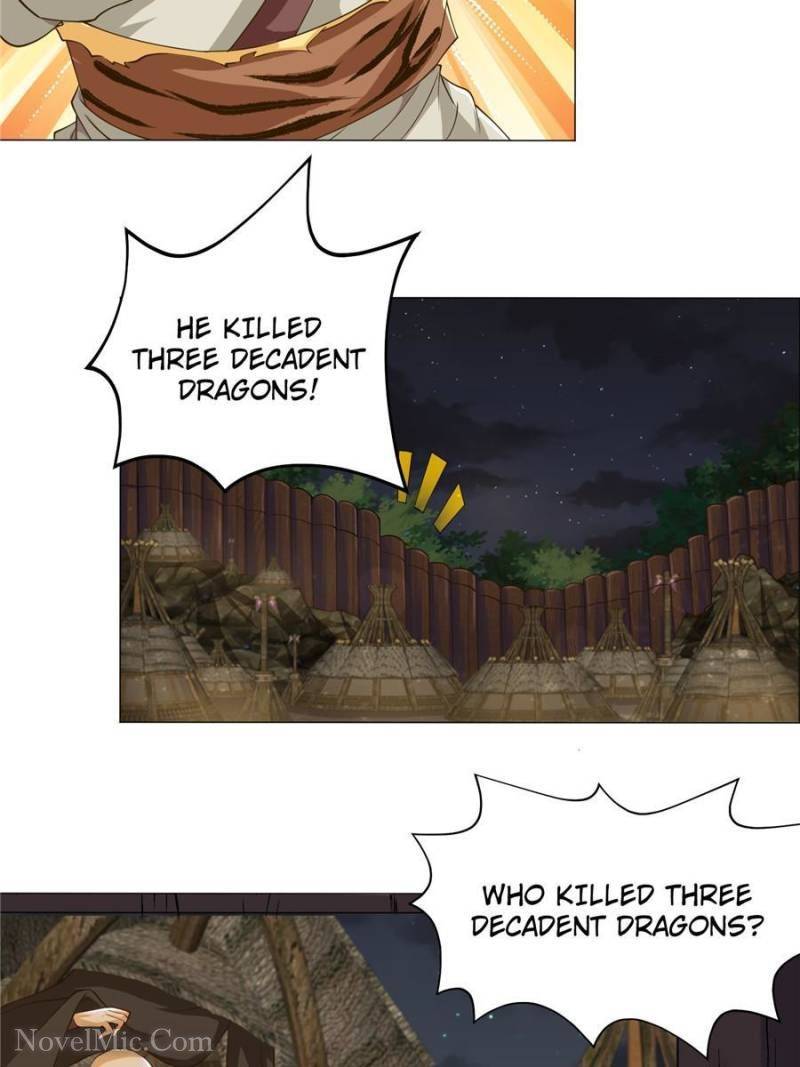 HE KILLED
THREE DECADENT
DRAGONS!
WHO KILLED THREE
DECADENT DRAGONS?
NovelMic.Com